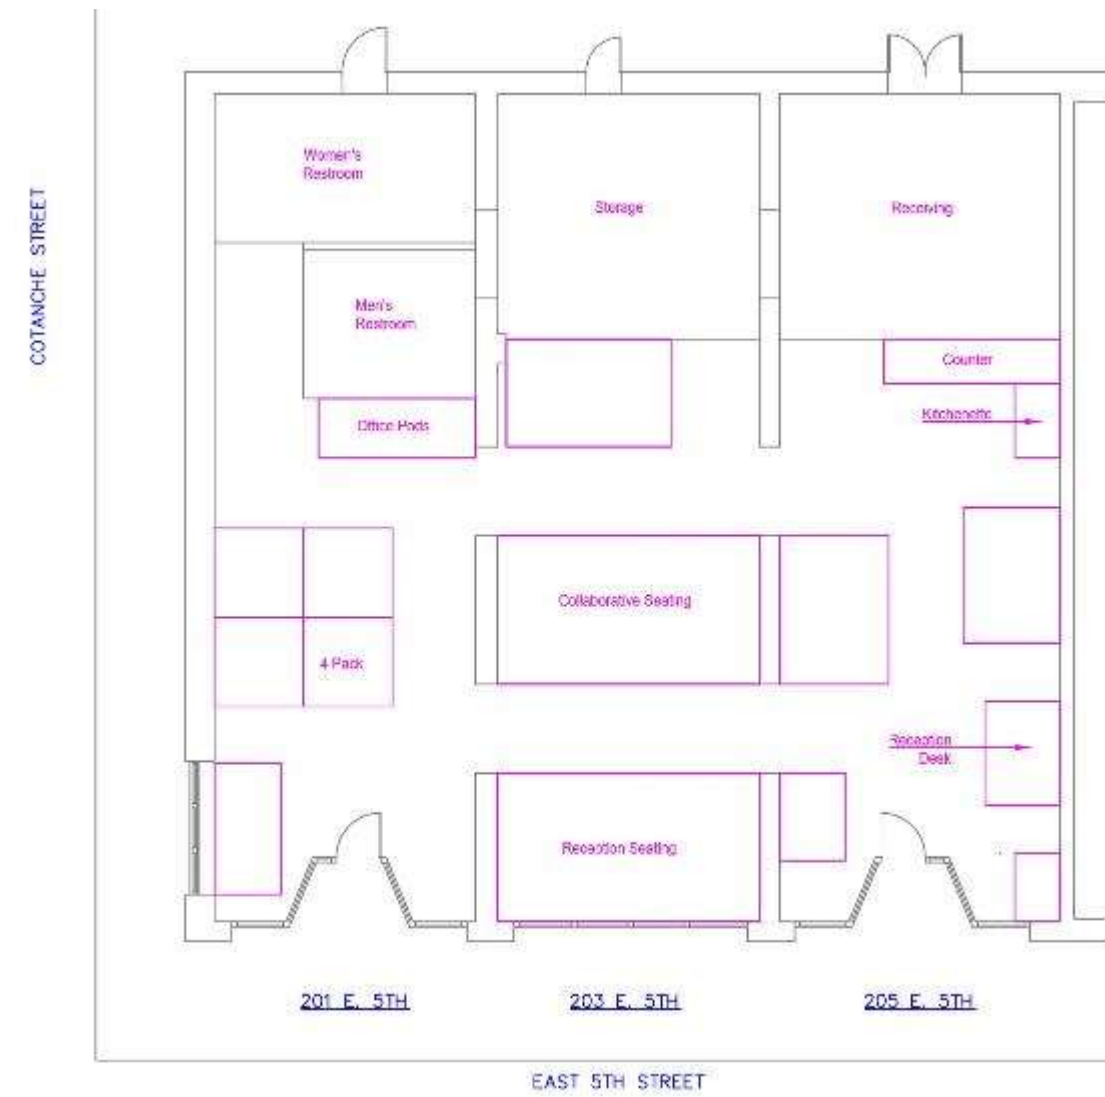 Women's
Restroom
Storage
Receiving
COTANCHE STREET
Men's
Restroom
Counter
Kitchenette
Office Pods
Collaborative Seating
4 Pack
Reception
Desk
Reception Seating
201 E. 5TH
203 E. 5TH
205 E. 5TH
EAST 5TH STREET